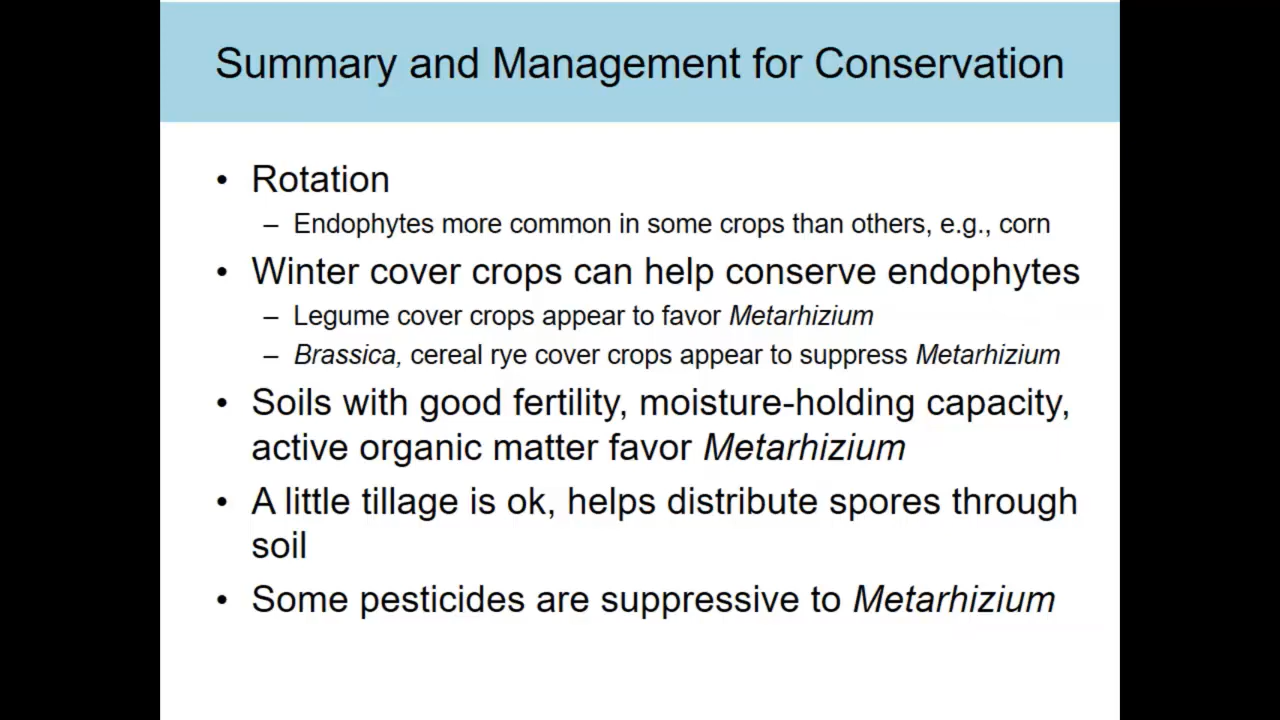 Summary and Management for Conservation
• Rotation
– Endophytes more common in some crops than others, e.g., corn
• Winter cover crops can help conserve endophytes
– Legume cover crops appear to favor Metarhizium
– Brassica, cereal rye cover crops appear to suppress Metarhizium
• Soils with good fertility, moisture-holding capacity,
active organic matter favor Metarhizium
• A little tillage is ok, helps distribute spores through
soil
• Some pesticides are suppressive to Metarhizium